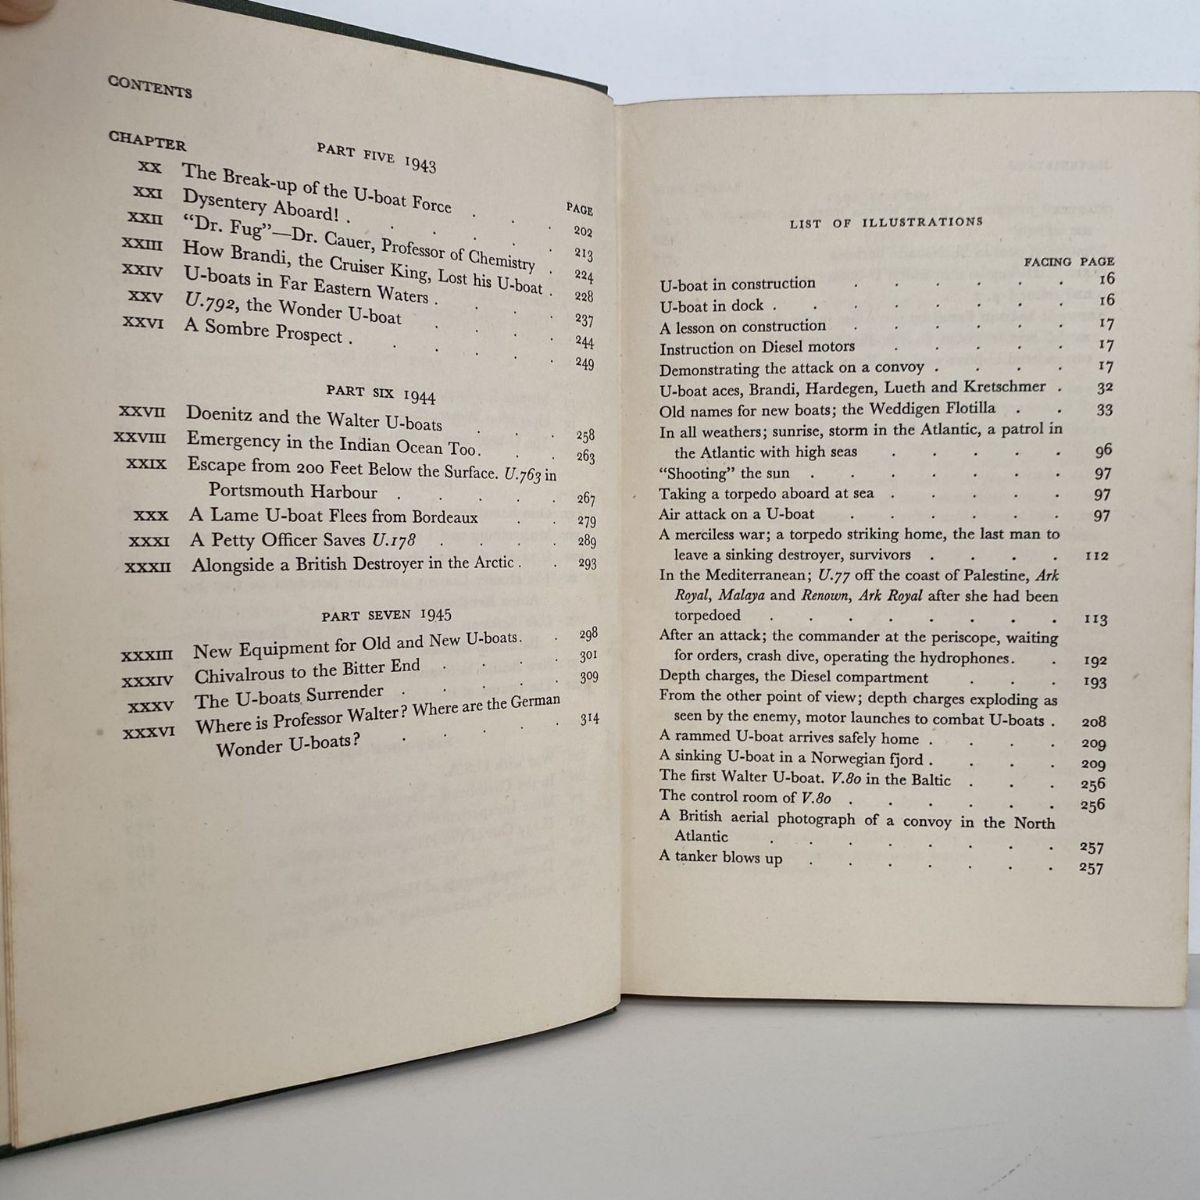 CONTENTS
CHAPTER
PART FIVE 1943
PAGE
XX The Break-up of the U-boat Force . . . 202
XXI Dysentery Aboard! . . . . . 213
XXII “Dr. Fug”—Dr. Cauer, Professor of Chemistry . 224
XXIII How Brandi, the Cruiser King, Lost his U-boat . 228
XXIV U-boats in Far Eastern Waters . . . . 237
XXV U.792, the Wonder U-boat . . . . 244
XXVI A Sombre Prospect . . . . . 249
PART SIX 1944
XXVII Doenitz and the Walter U-boats . . . 258
XXVIII Emergency in the Indian Ocean Too. . . 263
XXIX Escape from 200 Feet Below the Surface. U.763 in
Portsmouth Harbour . . . . . 267
XXX A Lame U-boat Flees from Bordeaux . . 279
XXXI A Petty Officer Saves U.178 . . . 289
XXXII Alongside a British Destroyer in the Arctic . . 293
PART SEVEN 1945
XXXIII New Equipment for Old and New U-boats. . 298
XXXIV Chivalrous to the Bitter End . . . . 301
XXXV The U-boats Surrender . . . . . 309
XXXVI Where is Professor Walter? Where are the German
Wonder U-boats? . . . . . 314
LIST OF ILLUSTRATIONS
FACING PAGE
U-boat in construction . . . . . . 16
U-boat in dock . . . . . . . 16
A lesson on construction . . . . . . 17
Instruction on Diesel motors . . . . . 17
Demonstrating the attack on a convoy . . . . 17
U-boat aces, Brandi, Hardegen, Lueth and Kretschmer . 32
Old names for new boats; the Weddigen Flotilla . . 33
In all weathers; sunrise, storm in the Atlantic, a patrol in
the Atlantic with high seas . . . . . 96
“Shooting” the sun . . . . . . . 97
Taking a torpedo aboard at sea . . . . . 97
Air attack on a U-boat . . . . . . 97
A merciless war; a torpedo striking home, the last man to
leave a sinking destroyer, survivors . . . . 112
In the Mediterranean; U.77 off the coast of Palestine, Ark
Royal, Malaya and Renown, Ark Royal after she had been
torpedoed . . . . . . . . 113
After an attack; the commander at the periscope, waiting
for orders, crash dive, operating the hydrophones. . 192
Depth charges, the Diesel compartment . . . 193
From the other point of view; depth charges exploding as
seen by the enemy, motor launches to combat U-boats . 208
A rammed U-boat arrives safely home . . . . 209
A sinking U-boat in a Norwegian fjord . . . . 209
The first Walter U-boat. V.80 in the Baltic . . . 256
The control room of V.80 . . . . . . 256
A British aerial photograph of a convoy in the North
Atlantic . . . . . . . . 257
A tanker blows up . . . . . . . 257